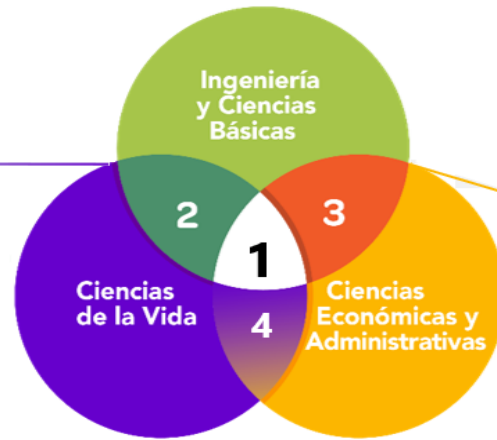 Ingeniería
y Ciencias
Básicas
2
3
1
Ciencias
de la Vida
4
Ciencias
Económicas y
Administrativas